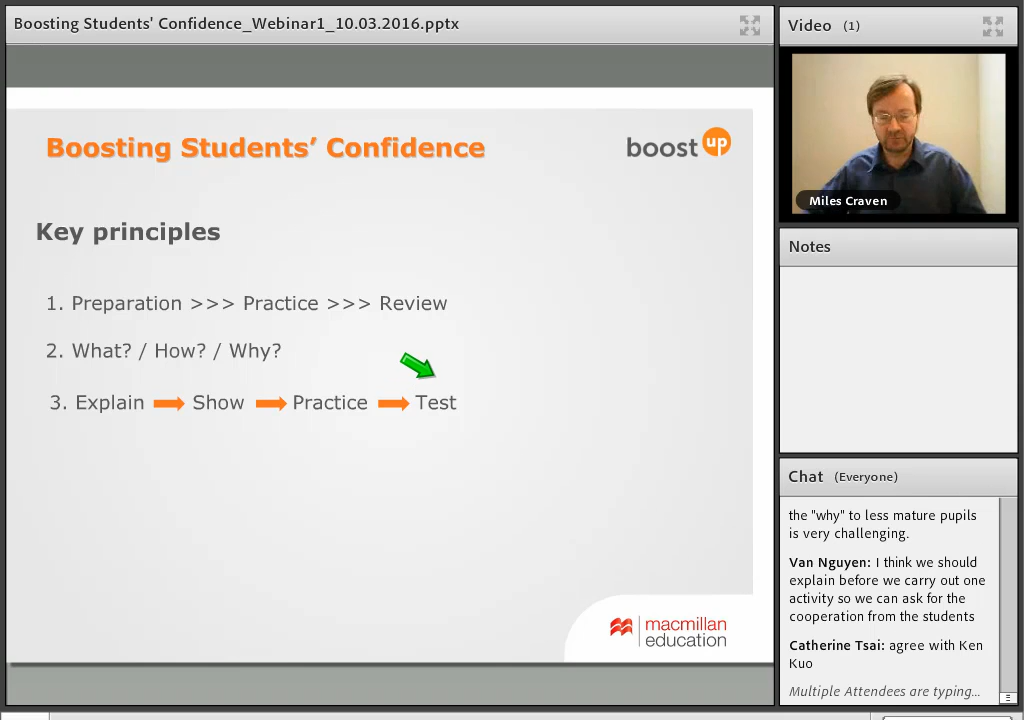 Boosting Students' Confidence_Webinar1_10.03.2016.pptx
Boosting Students’ Confidence
boost up
Key principles
1. Preparation >>> Practice >>> Review
2. What? / How? / Why?
3. Explain Show Practice Test
macmillan
education
Video (1)
Miles Craven
Notes
Chat (Everyone)
the "why" to less mature pupils
is very challenging.
Van Nguyen: I think we should
explain before we carry out one
activity so we can ask for the
cooperation from the students
Catherine Tsai: agree with Ken
Kuo
Multiple Attendees are typing...